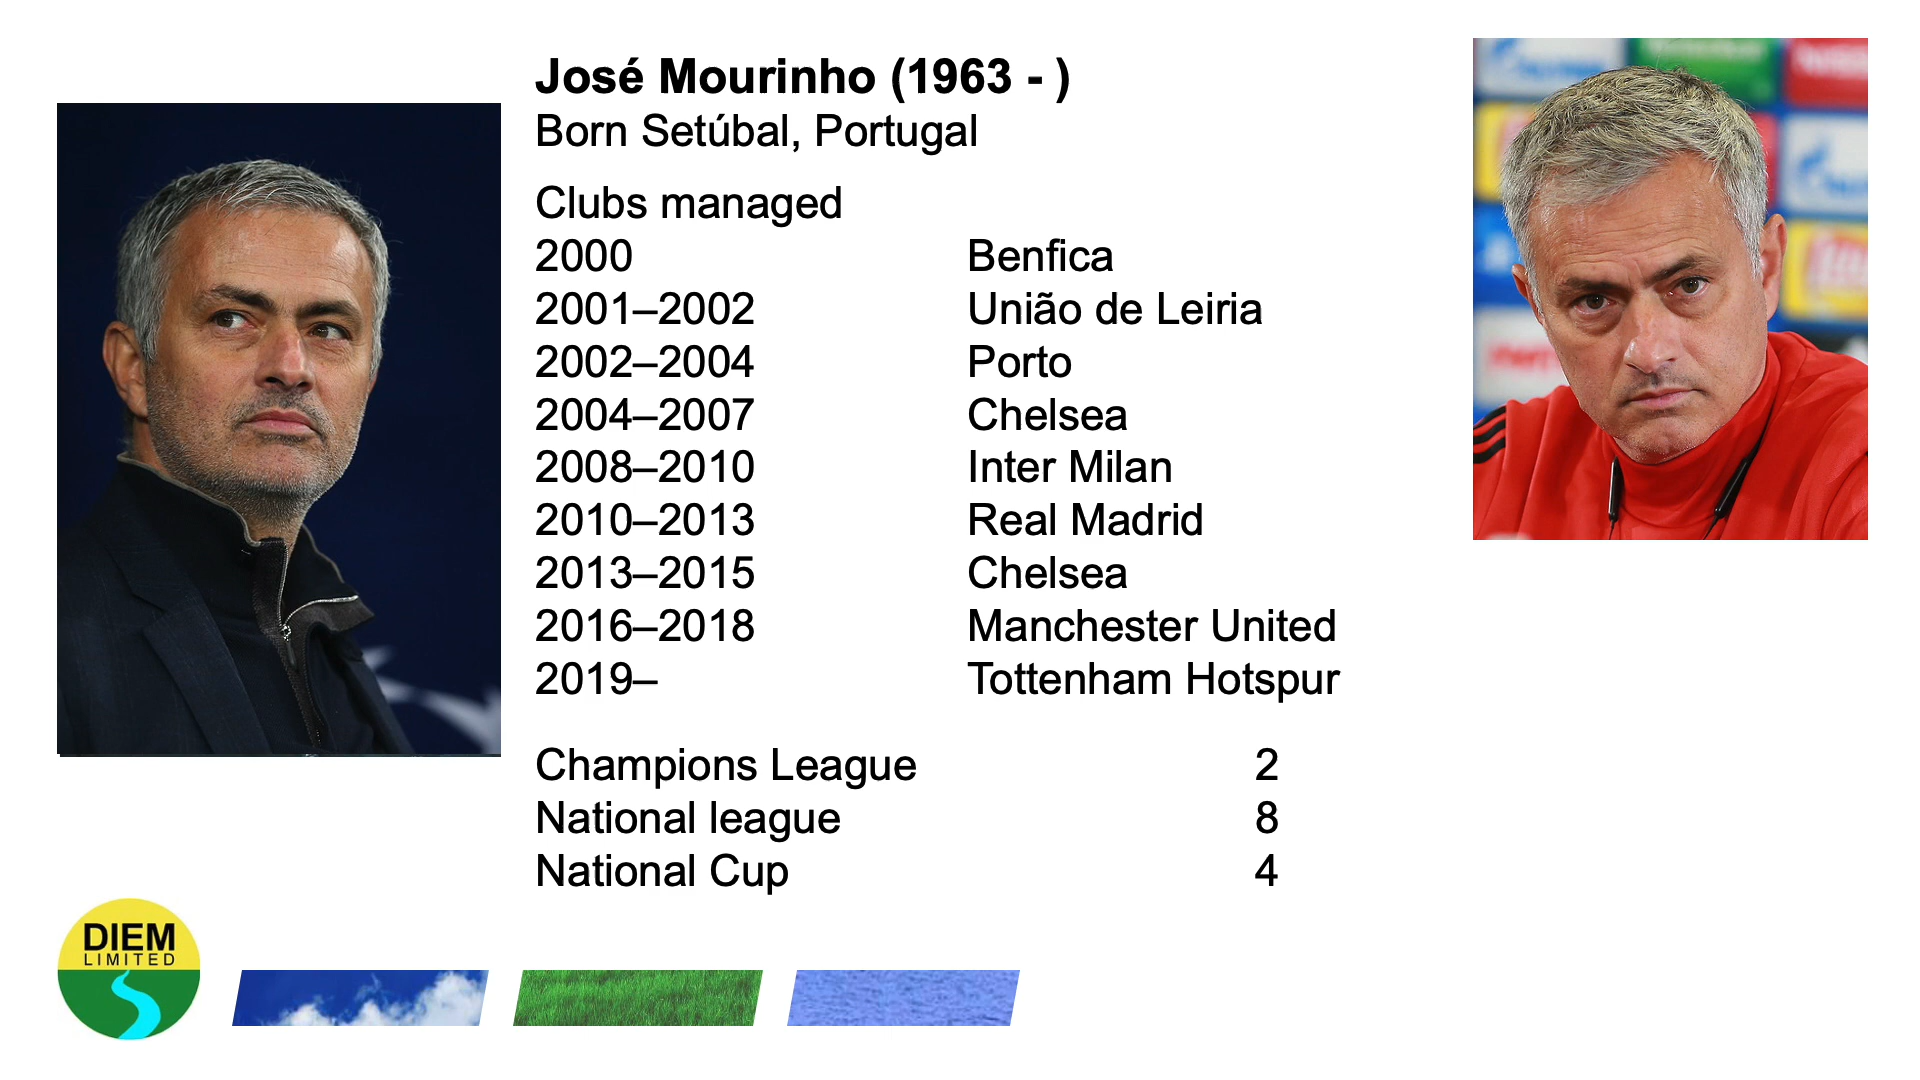 José Mourinho (1963 - )
Born Setúbal, Portugal
Clubs managed
2000 Benfica
2001–2002 União de Leiria
2002–2004 Porto
2004–2007 Chelsea
2008–2010 Inter Milan
2010–2013 Real Madrid
2013–2015 Chelsea
2016–2018 Manchester United
2019– Tottenham Hotspur
Champions League 2
National league 8
National Cup 4
DIEM
LIMITED